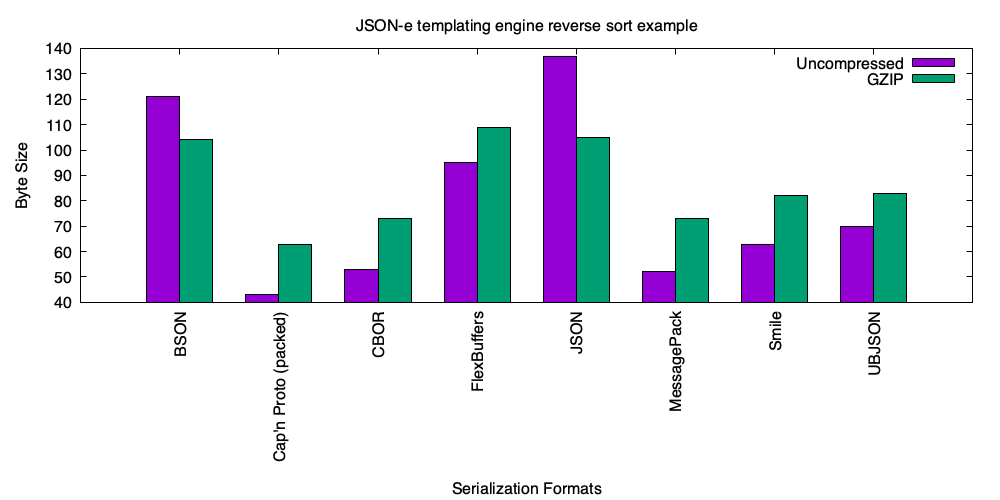 JSON-e templating engine reverse sort example
Uncompressed
GZIP
Byte Size
140
130
120
110
100
90
80
70
60
50
40
BSON
Cap'n Proto (packed)
CBOR
FlexBuffers
JSON
MessagePack
Smile
UBJSON
Serialization Formats